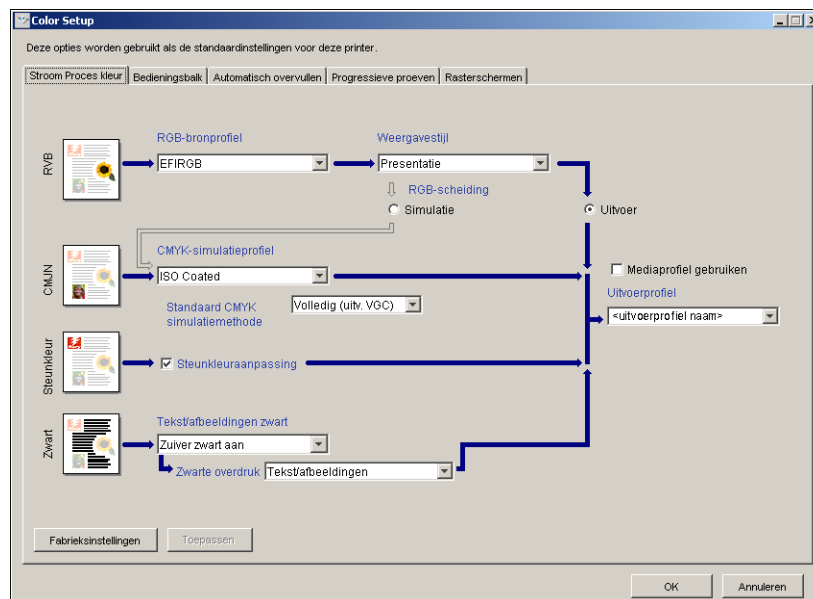 Color Setup
Deze opties worden gebruikt als de standaardinstellingen voor deze printer.
Stroom Proces kleur Bedieningsbalk Automatisch overvullen Progressieve proeven Rasterschermen
RVB
RGB-bronprofiel
EFIRGB
Weergavestijl
Presentatie
RGB-scheiding
Simulatie
Uitvoer
CMJN
CMYK-simulatieprofiel
ISO Coated
Standaard CMYK
simulatiemethode
Volledig (uitv. VGC)
Mediaprofiel gebruiken
Uitvoerprofiel
<uitvoerprofiel naam>
Steunkleur
Steunkleuraanpassing
Zwart
Tekst/afbeeldingen zwart
Zuiver zwart aan
Zwarte overdruk Tekst/afbeeldingen
Fabrieksinstellingen Toepassen
OK Annuleren